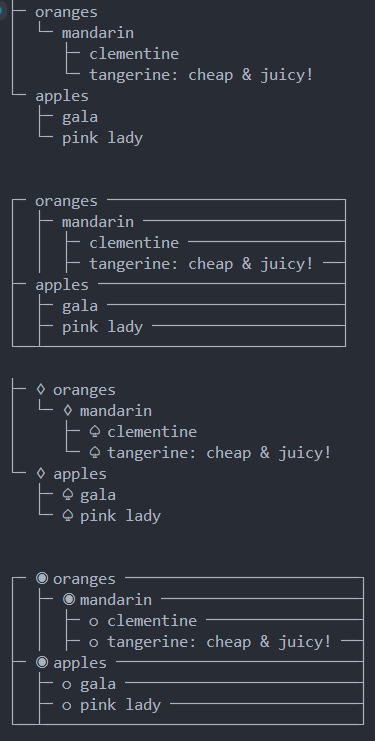 oranges
mandarin
clementine
tangerine: cheap & juicy!
apples
gala
pink lady
oranges
mandarin
clementine
tangerine: cheap & juicy!
apples
gala
pink lady
◊ oranges
◊ mandarin
♤ clementine
♤ tangerine: cheap & juicy!
◊ apples
♤ gala
♤ pink lady
◉ oranges
◉ mandarin
○ clementine
○ tangerine: cheap & juicy!
◉ apples
○ gala
○ pink lady